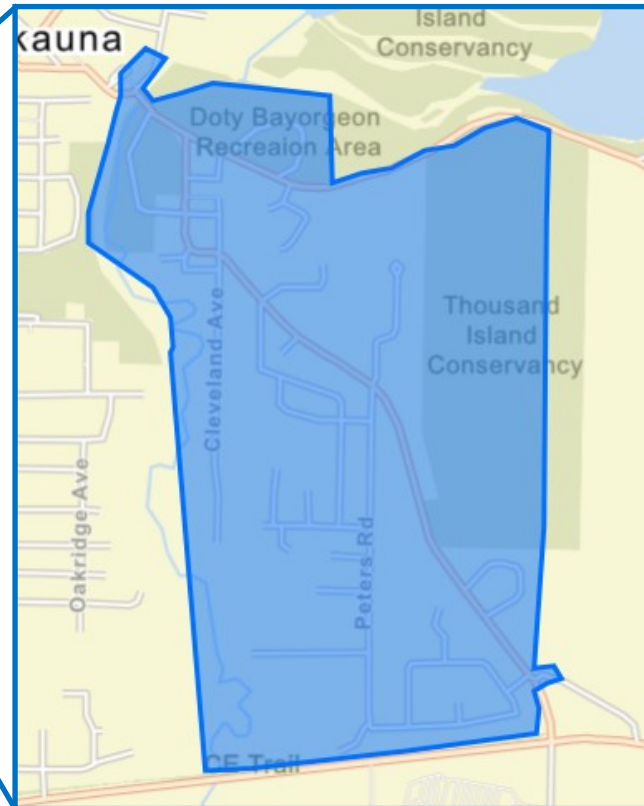 Island
Conservancy
kauna
Doty Bayorgeon
Recreaion Area
Thousand
Island
Conservancy
Cleveland Ave
Oakridge Ave
Peters Rd
CE Trail